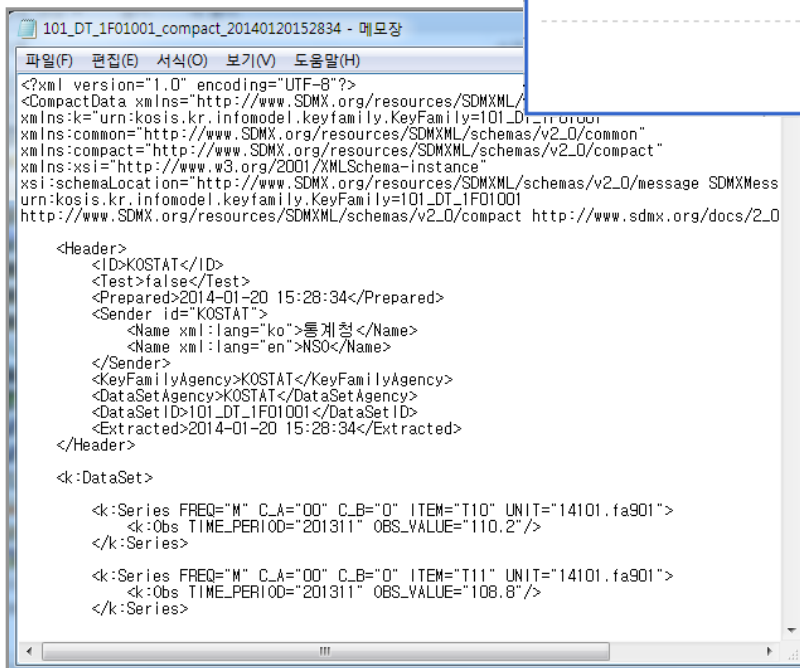 101_DT_1F01001_compact_20140120152834 - 메모장
파일(F) 편집(E) 서식(O) 보기(V) 도움말(H)
<?xml version="1.0" encoding="UTF-8"?>
<CompactData xmlns="http://www.SDMX.org/resources/SDMXML/
xmlns:k="urn:kosis.kr.infomodel.keyfamily.KeyFamily=101_DT_1F01001
xmlns:common="http://www.SDMX.org/resources/SDMXML/schemas/v2_0/common"
xmlns:compact="http://www.SDMX.org/resources/SDMXML/schemas/v2_0/compact"
xmlns:xsi="http://www.w3.org/2001/XMLSchema-instance"
xsi:schemaLocation="http://www.SDMX.org/resources/SDMXML/schemas/v2_0/message SDMXMess
urn:kosis.kr.infomodel.keyfamily.KeyFamily=101_DT_1F01001
http://www.SDMX.org/resources/SDMXML/schemas/v2_0/compact http://www.sdmx.org/docs/2_0
<Header>
<ID>KOSTAT</ID>
<Test>false</Test>
<Prepared>2014-01-20 15:28:34</Prepared>
<Sender id="KOSTAT">
<Name xml:lang="ko">통계청</Name>
<Name xml:lang="en">NSO</Name>
</Sender>
<KeyFamilyAgency>KOSTAT</KeyFamilyAgency>
<DataSetAgency>KOSTAT</DataSetAgency>
<DataSetID>101_DT_1F01001</DataSetID>
<Extracted>2014-01-20 15:28:34</Extracted>
</Header>
<k:DataSet>
<k:Series FREQ="M" C_A="00" C_B="0" ITEM="T10" UNIT="14101.fa901">
<k:Obs TIME_PERIOD="201311" OBS_VALUE="110.2"/>
</k:Series>
<k:Series FREQ="M" C_A="00" C_B="0" ITEM="T11" UNIT="14101.fa901">
<k:Obs TIME_PERIOD="201311" OBS_VALUE="108.8"/>
</k:Series>